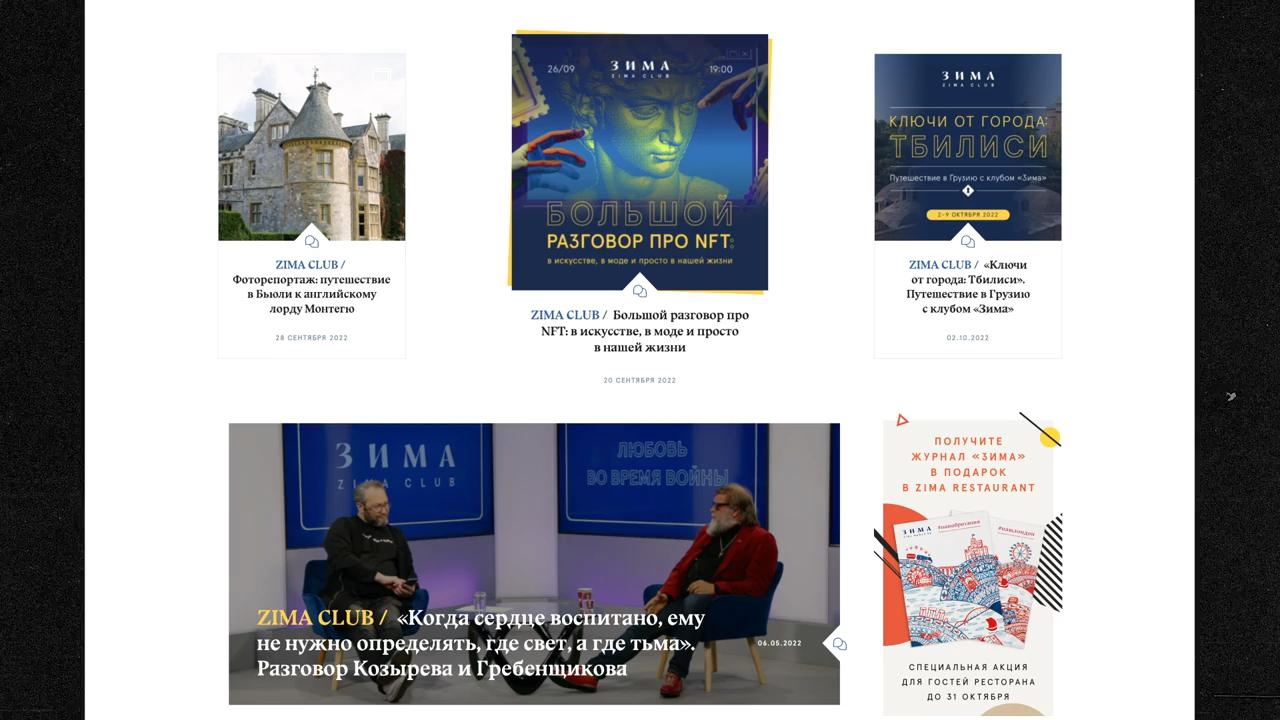 26/09
ЗИМА
ZIMA CLUB
19:00
БОЛЬШОЙ
РАЗГОВОР ПРО NFT:
в искусстве, в моде и просто в нашей жизни
ЗИМА
ZIMA CLUB
КЛЮЧИ ОТ ГОРОДА:
ТБИЛИСИ
Путешествие в Грузию с клубом «Зима»
2–9 ОКТЯБРЯ 2022
ZIMA CLUB /
Фоторепортаж: путешествие
в Бьюли к английскому
лорду Монтегю
28 СЕНТЯБРЯ 2022
ZIMA CLUB / Большой разговор про
NFT: в искусстве, в моде и просто
в нашей жизни
20 СЕНТЯБРЯ 2022
ZIMA CLUB / «Ключи
от города: Тбилиси».
Путешествие в Грузию
с клубом «Зима»
02.10.2022
ЗИМА
ZIMA CLUB
ЛЮБОВЬ
ВО ВРЕМЯ ВОЙНЫ
ZIMA CLUB / «Когда сердце воспитано, ему
не нужно определять, где свет, а где тьма».
Разговор Козырева и Гребенщикова
06.05.2022
ПОЛУЧИТЕ
ЖУРНАЛ «ЗИМА»
В ПОДАРОК
В ZIMA RESTAURANT
ЗИМА
СПЕЦИАЛЬНАЯ АКЦИЯ
ДЛЯ ГОСТЕЙ РЕСТОРАНА
ДО 31 ОКТЯБРЯ